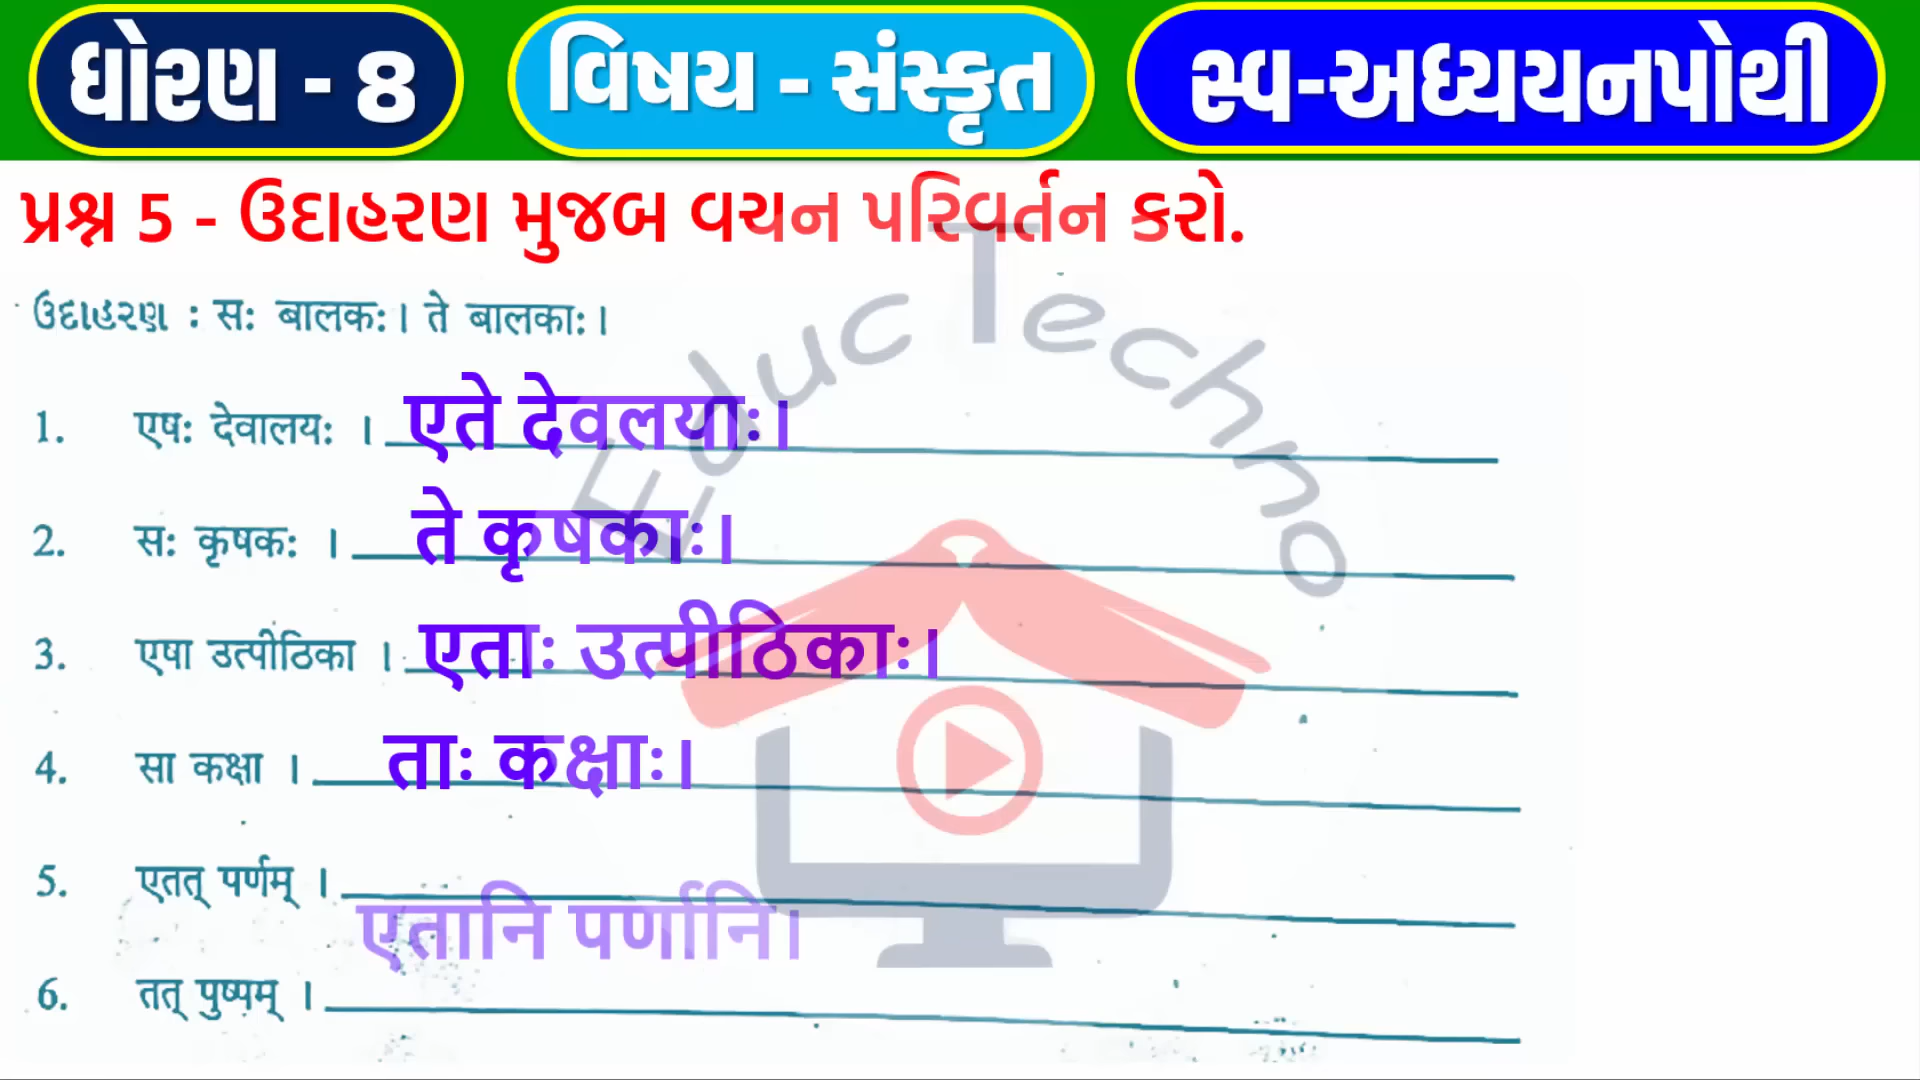 ધોરણ - 8
વિષય - સંસ્કૃત
સ્વ-અધ્યયનપોથી
પ્રશ્ન 5 - ઉદાહરણ મુજબ વચન પરિવર્તન કરો.
ઉદાહરણ : सः बालकः। ते बालकाः।
1. एषः देवालयः । एते देवलयाः।
2. सः कृषकः । ते कृषकाः।
3. एषा उत्पीठिका । एताः उत्पीठिकाः।
4. सा कक्षा । ताः कक्षाः।
5. एतत् पर्णम् ।
एतानि पर्णानि।
6. तत् पुष्पम् ।
EducTechno